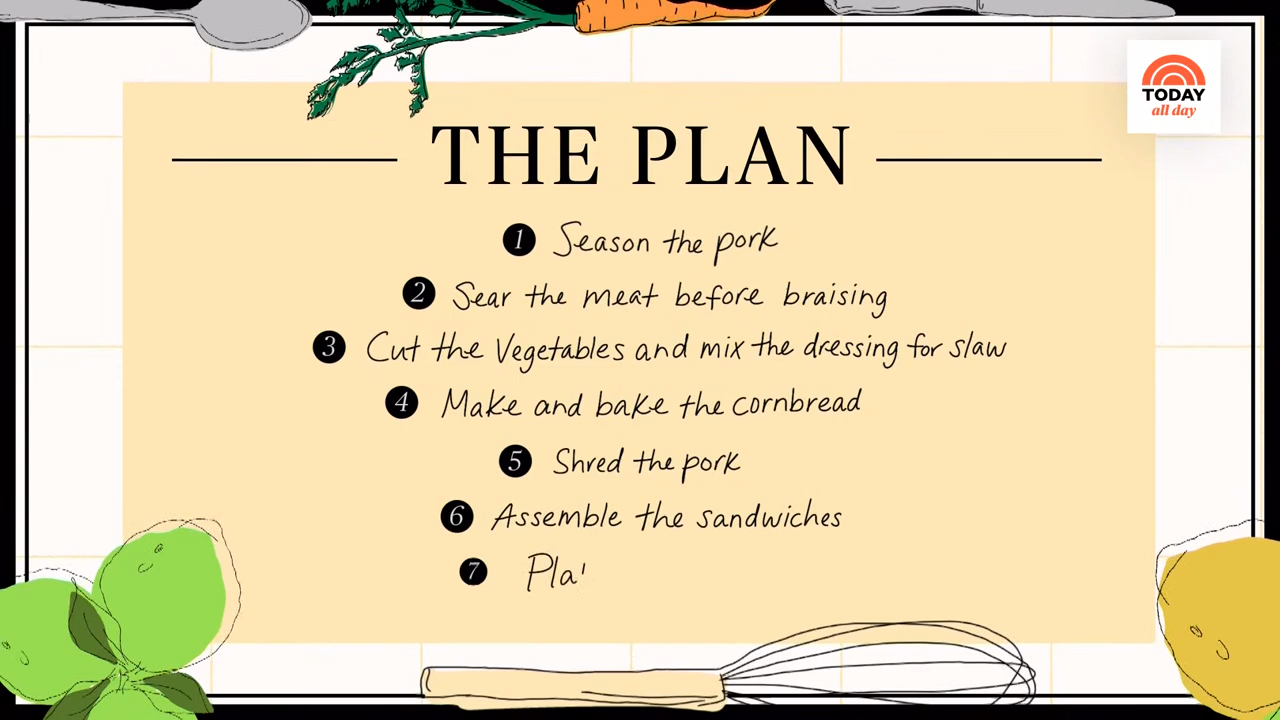 TODAY
all day
THE PLAN
1 Season the pork
2 Sear the meat before braising
3 Cut the Vegetables and mix the dressing for slaw
4 Make and bake the cornbread
5 Shred the pork
6 Assemble the sandwiches
7 Pla